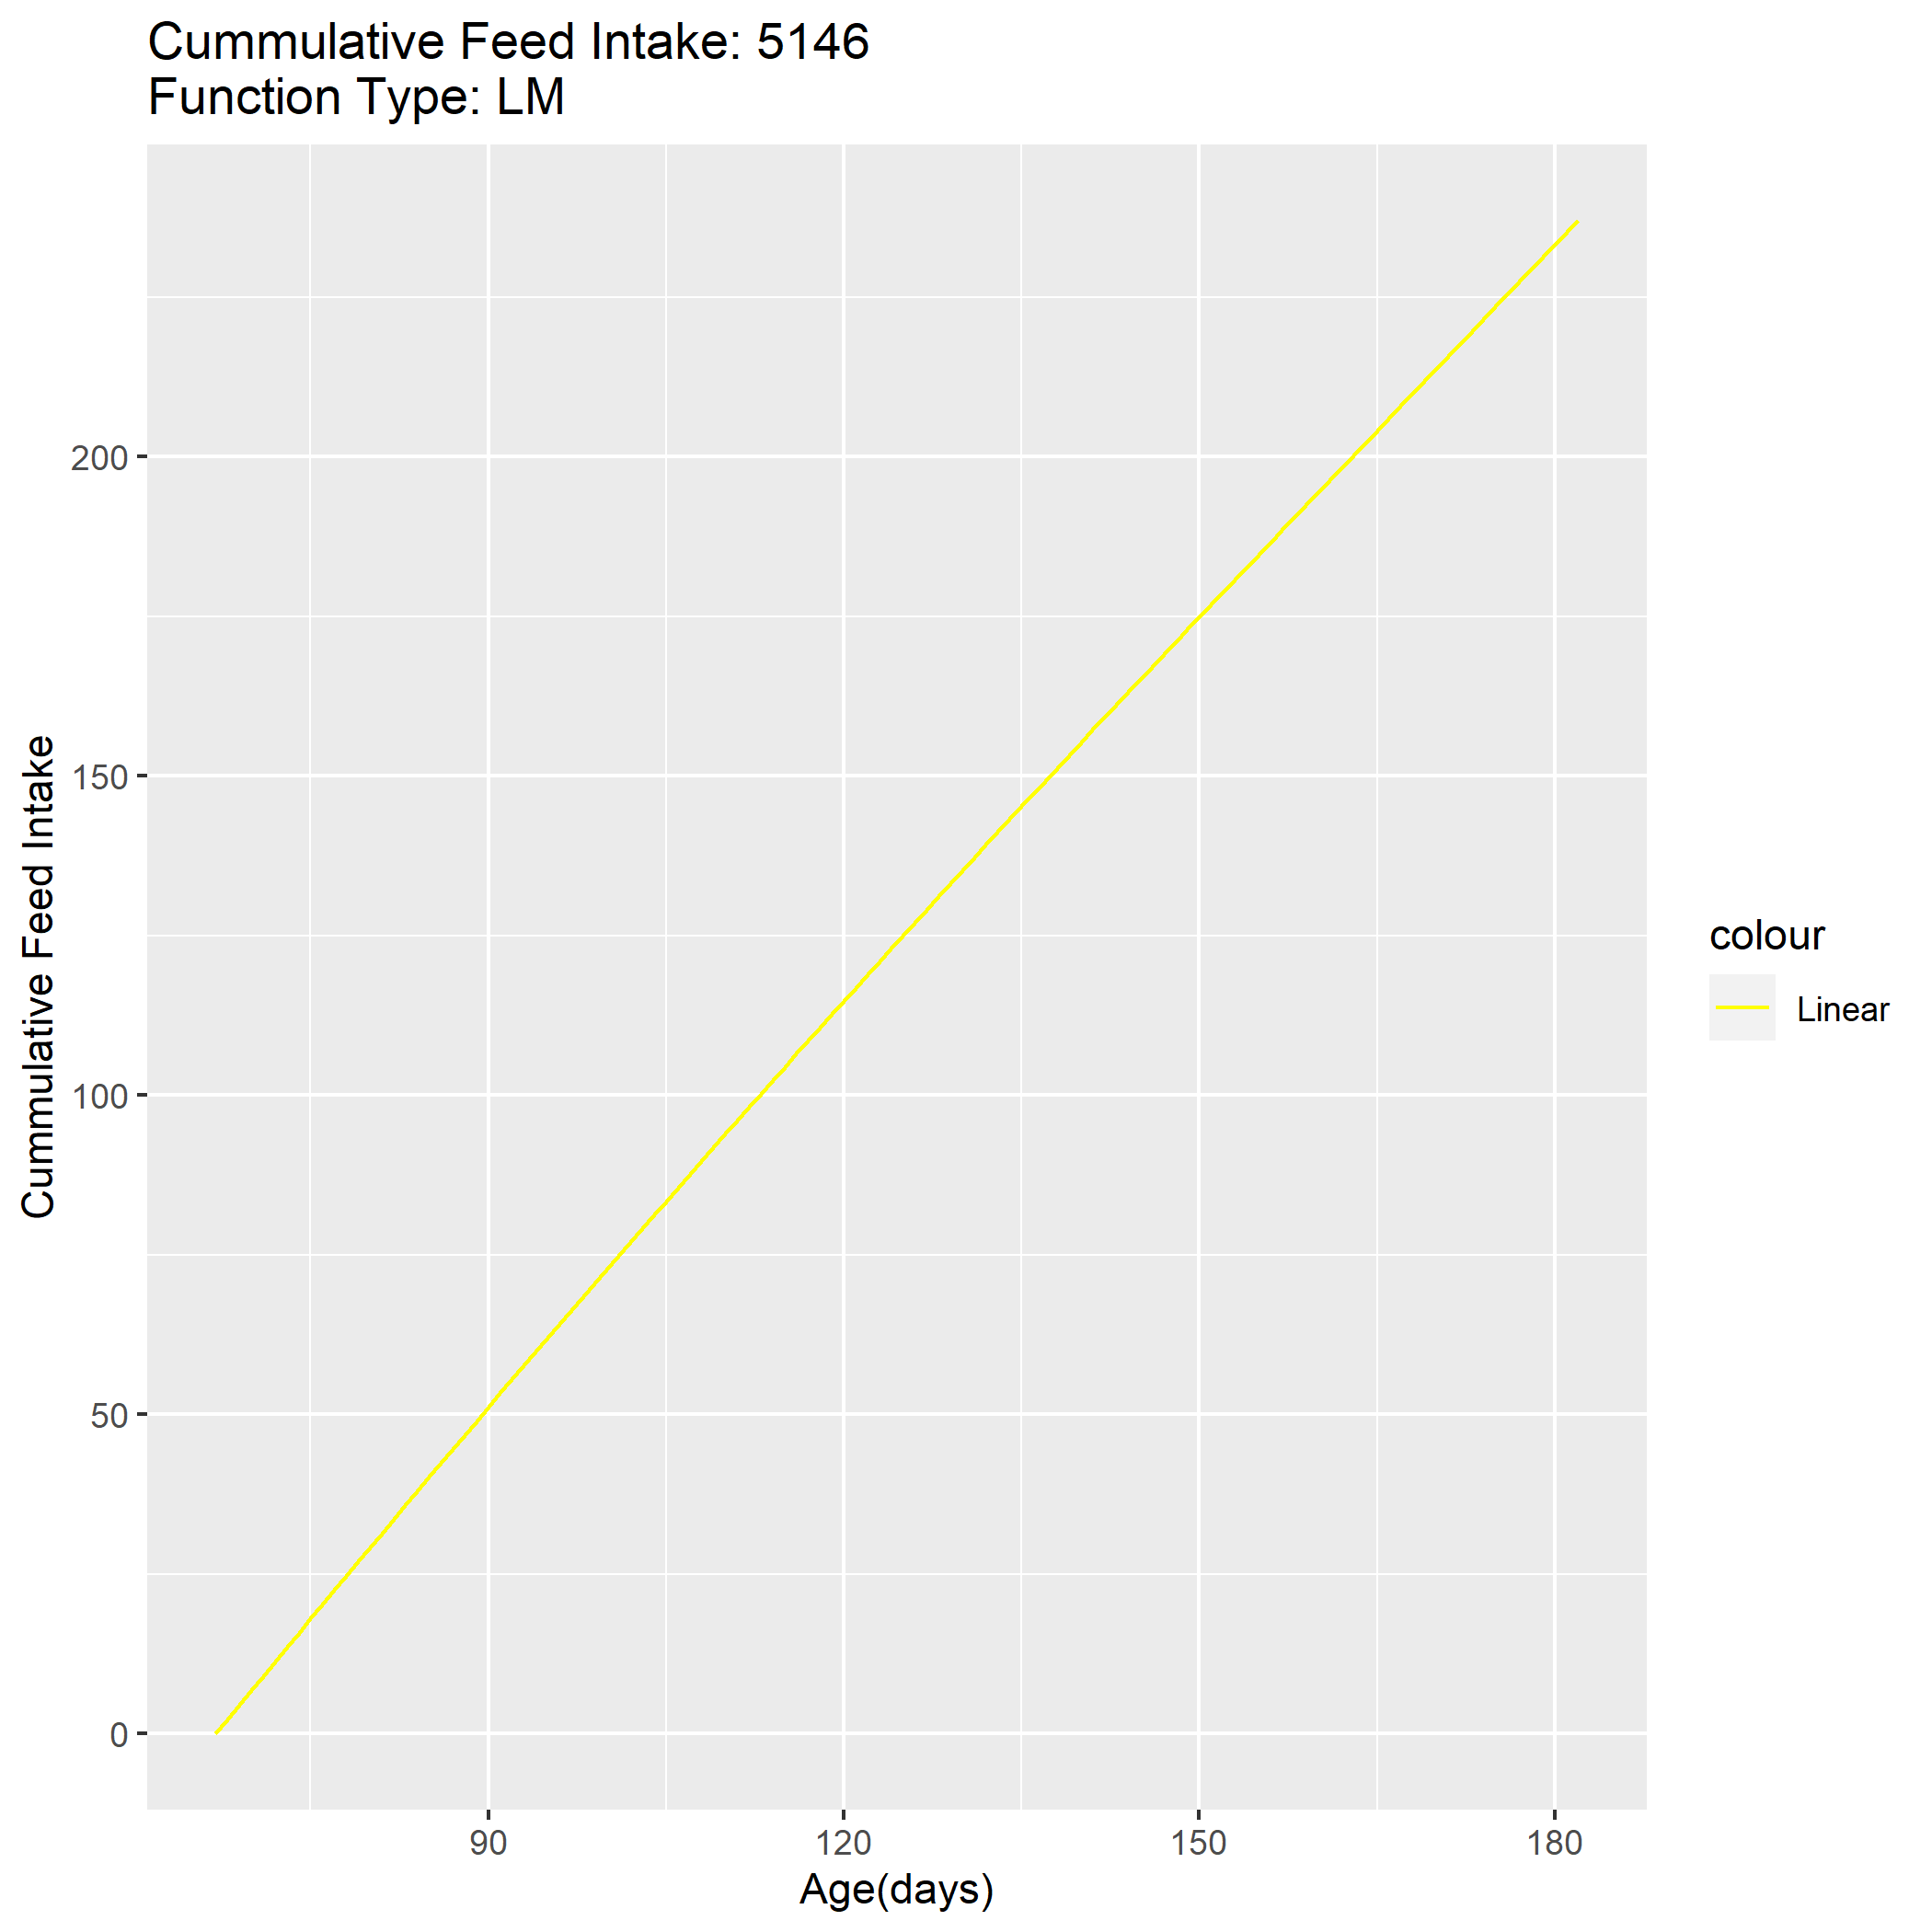 Cummulative Feed Intake: 5146
Function Type: LM
Cummulative Feed Intake
200
150
100
50
0
90
120
150
180
Age(days)
colour
Linear